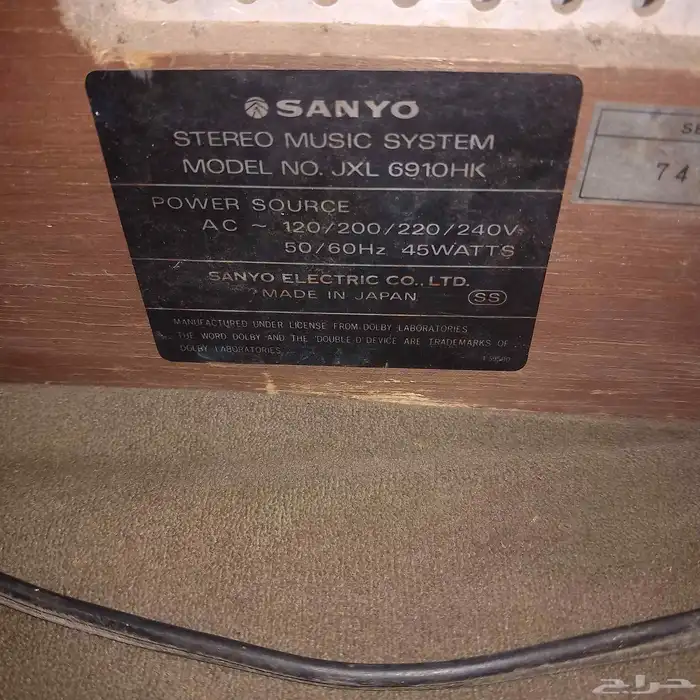 SANYO
STEREO MUSIC SYSTEM
MODEL NO. JXL 6910HK
POWER SOURCE
AC ~ 120/200/220/240V
50/60Hz 45WATTS
SANYO ELECTRIC CO., LTD.
MADE IN JAPAN SS
MANUFACTURED UNDER LICENSE FROM DOLBY LABORATORIES.
THE WORD DOLBY AND THE 'DOUBLE D' DEVICE ARE TRADEMARKS OF
DOLBY LABORATORIES.
74
حراج